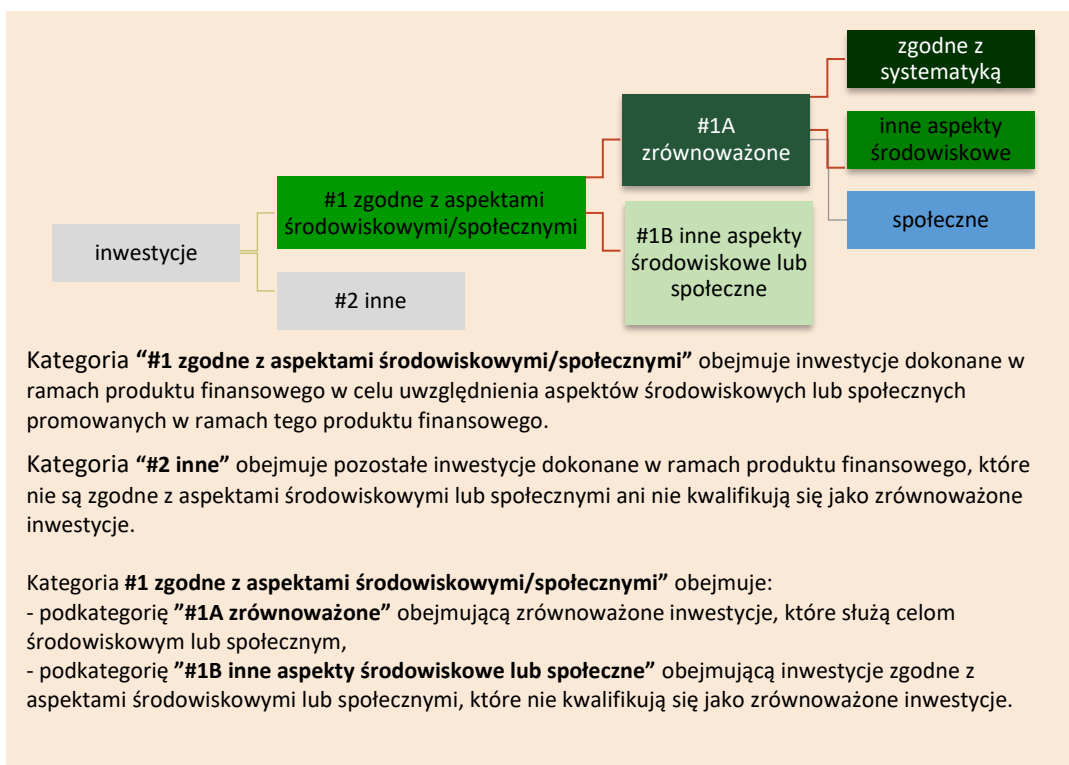 zgodne z
systematyką
#1A
zrównoważone
inne aspekty
środowiskowe
#1 zgodne z aspektami
środowiskowymi/społecznymi
społeczne
#1B inne aspekty
środowiskowe lub
społeczne
inwestycje
#2 inne
Kategoria “#1 zgodne z aspektami środowiskowymi/społecznymi” obejmuje inwestycje dokonane w
ramach produktu finansowego w celu uwzględnienia aspektów środowiskowych lub społecznych
promowanych w ramach tego produktu finansowego.
Kategoria “#2 inne” obejmuje pozostałe inwestycje dokonane w ramach produktu finansowego, które
nie są zgodne z aspektami środowiskowymi lub społecznymi ani nie kwalifikują się jako zrównoważone
inwestycje.
Kategoria #1 zgodne z aspektami środowiskowymi/społecznymi” obejmuje:
- podkategorię ”#1A zrównoważone” obejmującą zrównoważone inwestycje, które służą celom
środowiskowym lub społecznym,
- podkategorię ”#1B inne aspekty środowiskowe lub społeczne” obejmującą inwestycje zgodne z
aspektami środowiskowymi lub społecznymi, które nie kwalifikują się jako zrównoważone inwestycje.